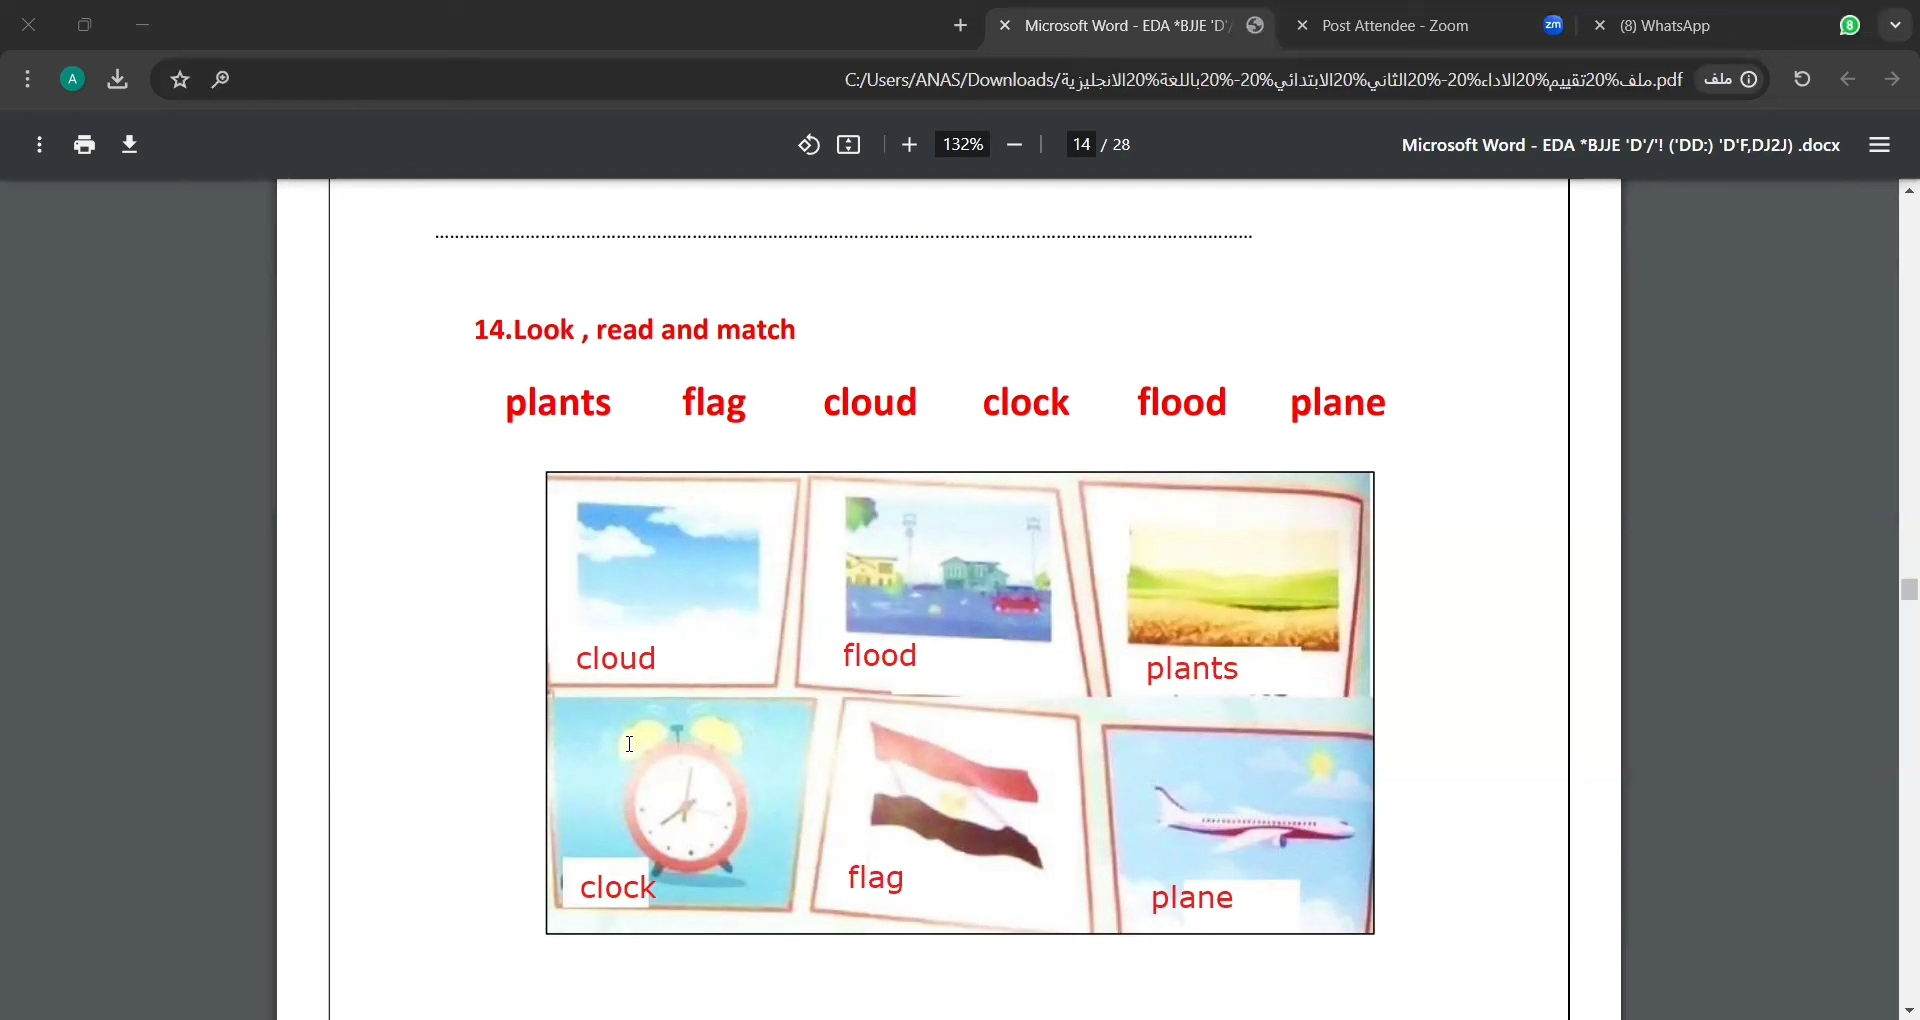 Microsoft Word - EDA *BJJE 'D'/
Post Attendee - Zoom
zm
(8) WhatsApp
8
A
C:/Users/ANAS/Downloads/ملف%20تقييم%20الاداء%20-%20الثاني%20الابتدائي%20-%20باللغة%20الانجليزية.pdf
ملف
132%
14 / 28
Microsoft Word - EDA *BJJE 'D'/'! ('DD:) 'D'F,DJ2J) .docx
14.Look , read and match
plants flag cloud clock flood plane
cloud
flood
plants
clock
flag
plane